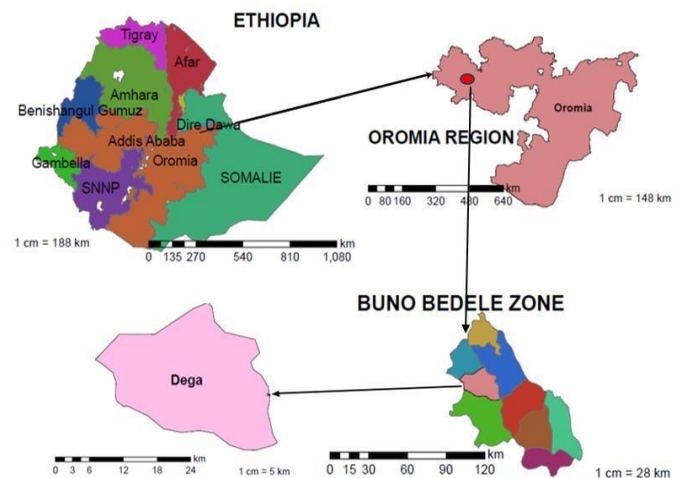 ETHIOPIA
Tigray
Afar
Amhara
Benishangul Gumuz
Dire Dawa
Addis Ababa
Gambella
Oromia
SNNP
SOMALIE
1 cm = 188 km
km
0 135 270 540 810 1,080
Oromia
OROMIA REGION
km
0 80 160 320 480 640
1 cm = 148 km
BUNO BEDELE ZONE
Dega
km
0 3 6 12 18 24
1 cm = 5 km
km
0 15 30 60 90 120
1 cm = 28 km